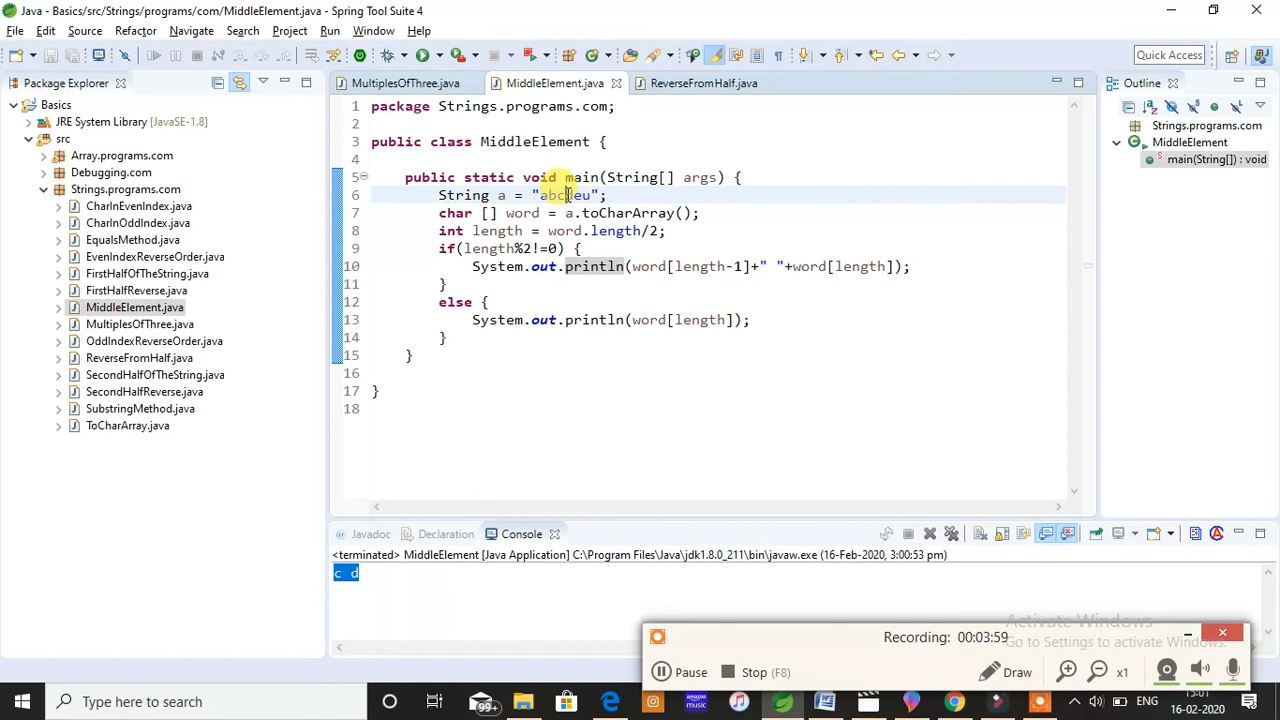 Java - Basics/src/Strings/programs/com/MiddleElement.java - Spring Tool Suite 4
File Edit Source Refactor Navigate Search Project Run Window Help
Quick Access
Package Explorer
Basics
JRE System Library [JavaSE-1.8]
src
Array.programs.com
Debugging.com
Strings.programs.com
CharInEvenIndex.java
CharInOddIndex.java
EqualsMethod.java
EvenIndexReverseOrder.java
FirstHalfOfTheString.java
FirstHalfReverse.java
MiddleElement.java
MultiplesOfThree.java
OddIndexReverseOrder.java
ReverseFromHalf.java
SecondHalfOfTheString.java
SecondHalfReverse.java
SubstringMethod.java
ToCharArray.java
MultiplesOfThree.java MiddleElement.java ReverseFromHalf.java
1 package Strings.programs.com;
2
3 public class MiddleElement {
4
5 public static void main(String[] args) {
6 String a = "abcdeu";
7 char [] word = a.toCharArray();
8 int length = word.length/2;
9 if(length%2!=0) {
10 System.out.println(word[length-1]+" "+word[length]);
11 }
12 else {
13 System.out.println(word[length]);
14 }
15 }
16
17 }
18
Outline
Strings.programs.com
MiddleElement
main(String[]) : void
Javadoc Declaration Console
<terminated> MiddleElement [Java Application] C:\Program Files\Java\jdk1.8.0_211\bin\javaw.exe (16-Feb-2020, 3:00:53 pm)
c d
Activate Windows
Go to Settings to activate Windows.
Recording: 00:03:59
Pause Stop (F8) Draw x1
Type here to search
99+
amazon music
ENG
15:01
16-02-2020